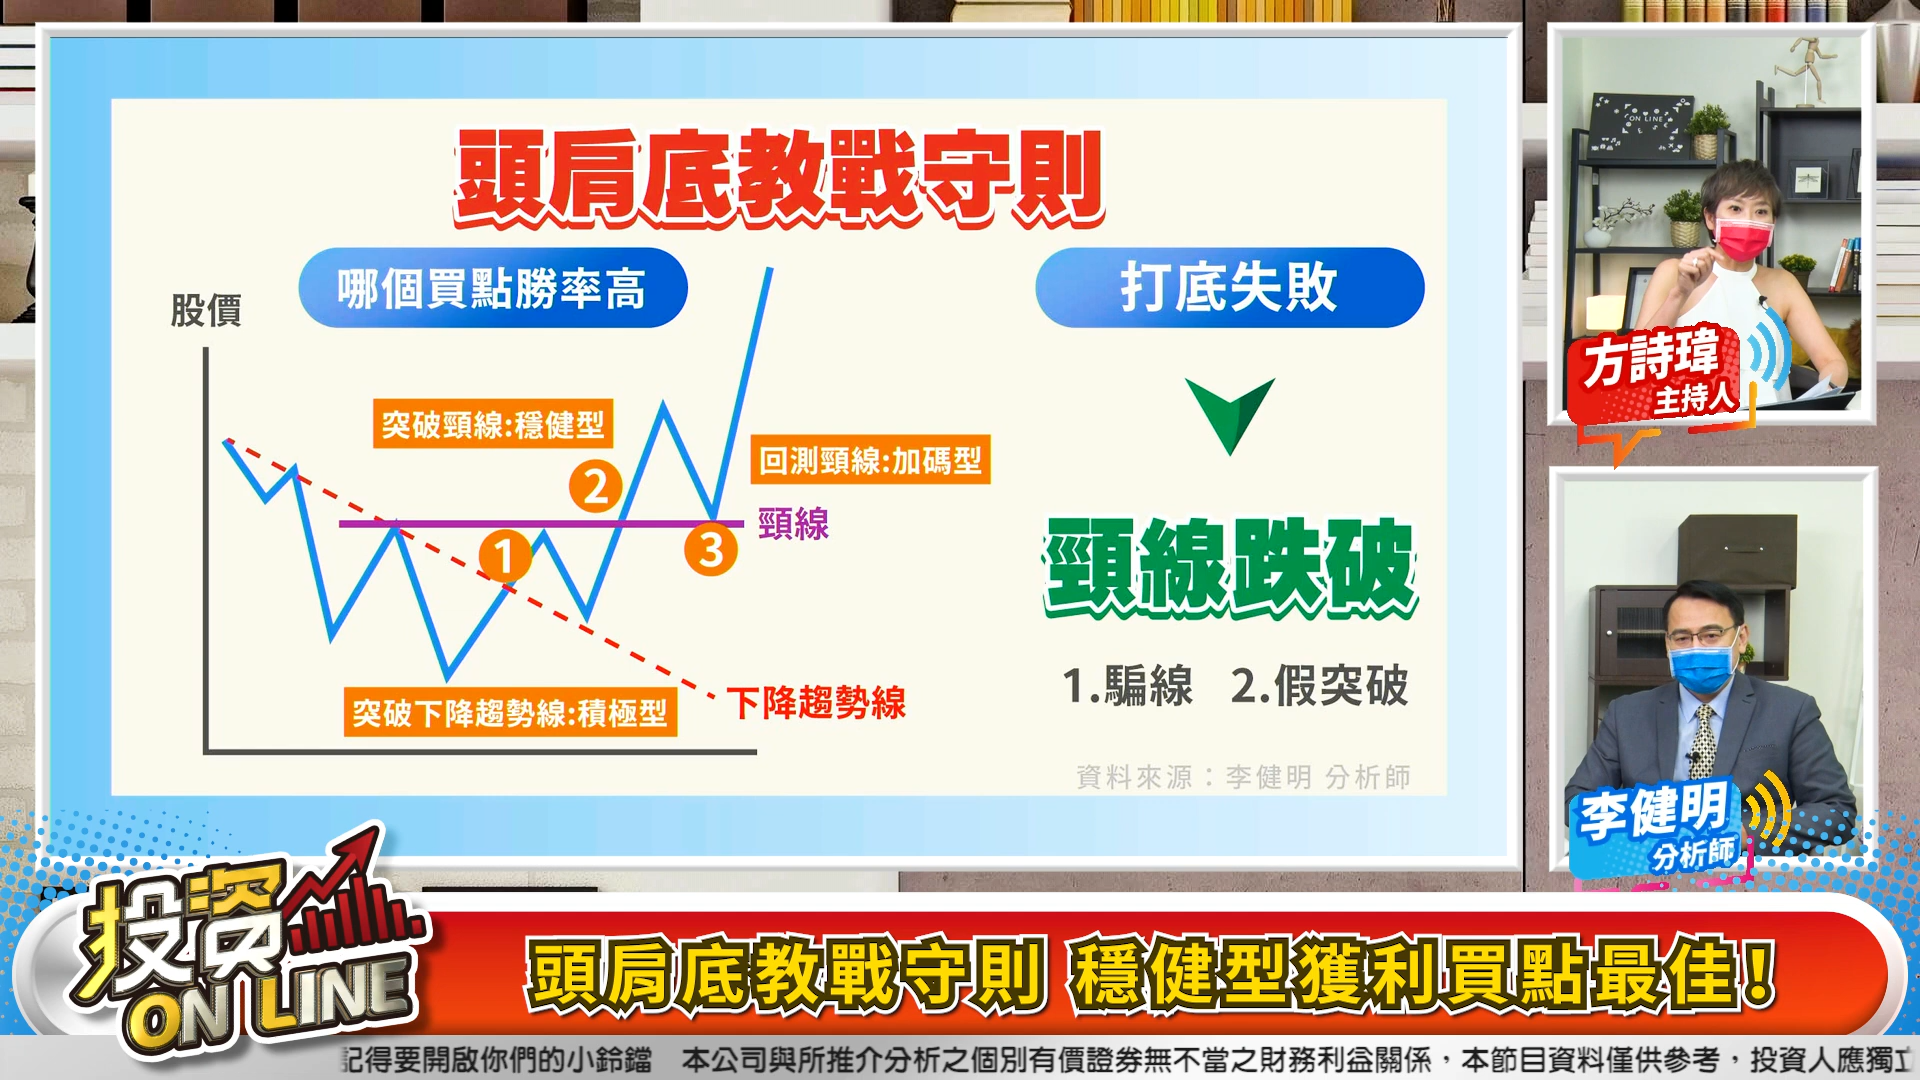 頭肩底教戰守則
哪個買點勝率高
股價
突破頸線:穩健型
2
回測頸線:加碼型
頸線
1
3
突破下降趨勢線:積極型
下降趨勢線
打底失敗
頸線跌破
1.騙線 2.假突破
資料來源：李健明 分析師
ON LINE
方詩瑋
主持人
李健明
分析師
投資
ON LINE
頭肩底教戰守則 穩健型獲利買點最佳！
記得要開啟你們的小鈴鐺 本公司與所推介分析之個別有價證券無不當之財務利益關係，本節目資料僅供參考，投資人應獨立